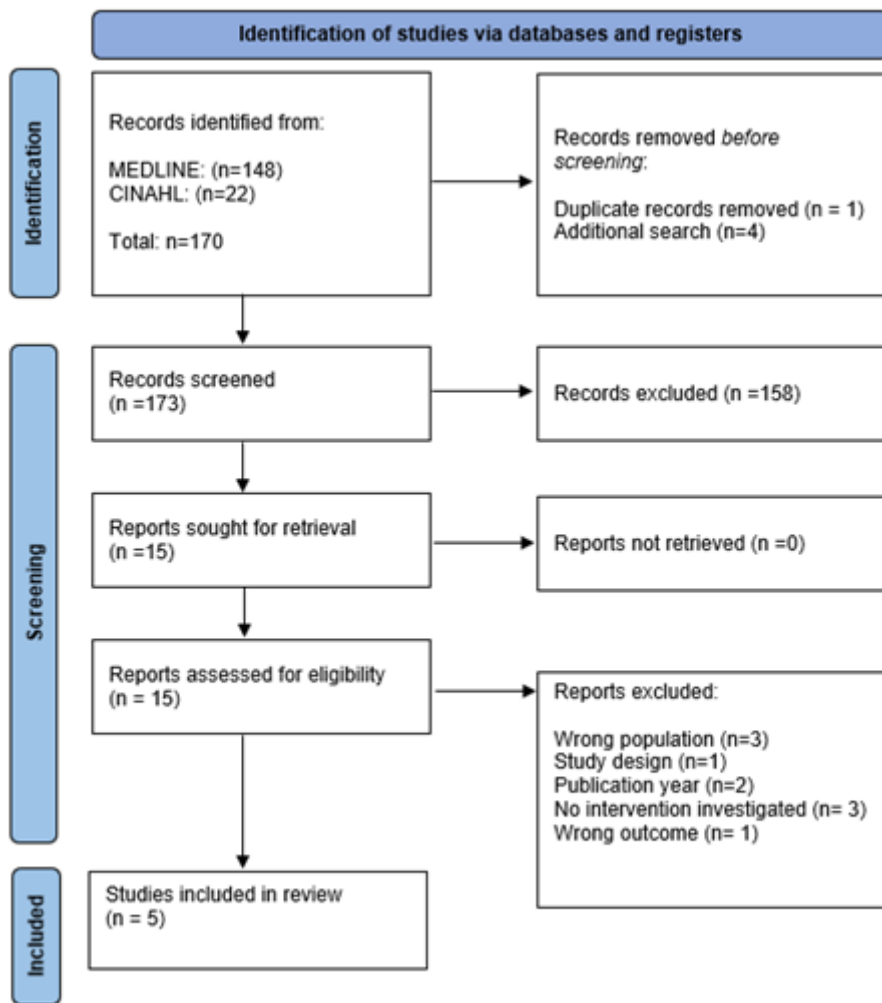 Identification of studies via databases and registers
Identification
Records identified from:
MEDLINE: (n=148)
CINAHL: (n=22)
Total: n=170
Records removed before
screening:
Duplicate records removed (n = 1)
Additional search (n=4)
Screening
Records screened
(n =173)
Records excluded (n =158)
Reports sought for retrieval
(n =15)
Reports not retrieved (n =0)
Reports assessed for eligibility
(n = 15)
Reports excluded:
Wrong population (n=3)
Study design (n=1)
Publication year (n=2)
No intervention investigated (n= 3)
Wrong outcome (n= 1)
Included
Studies included in review
(n = 5)